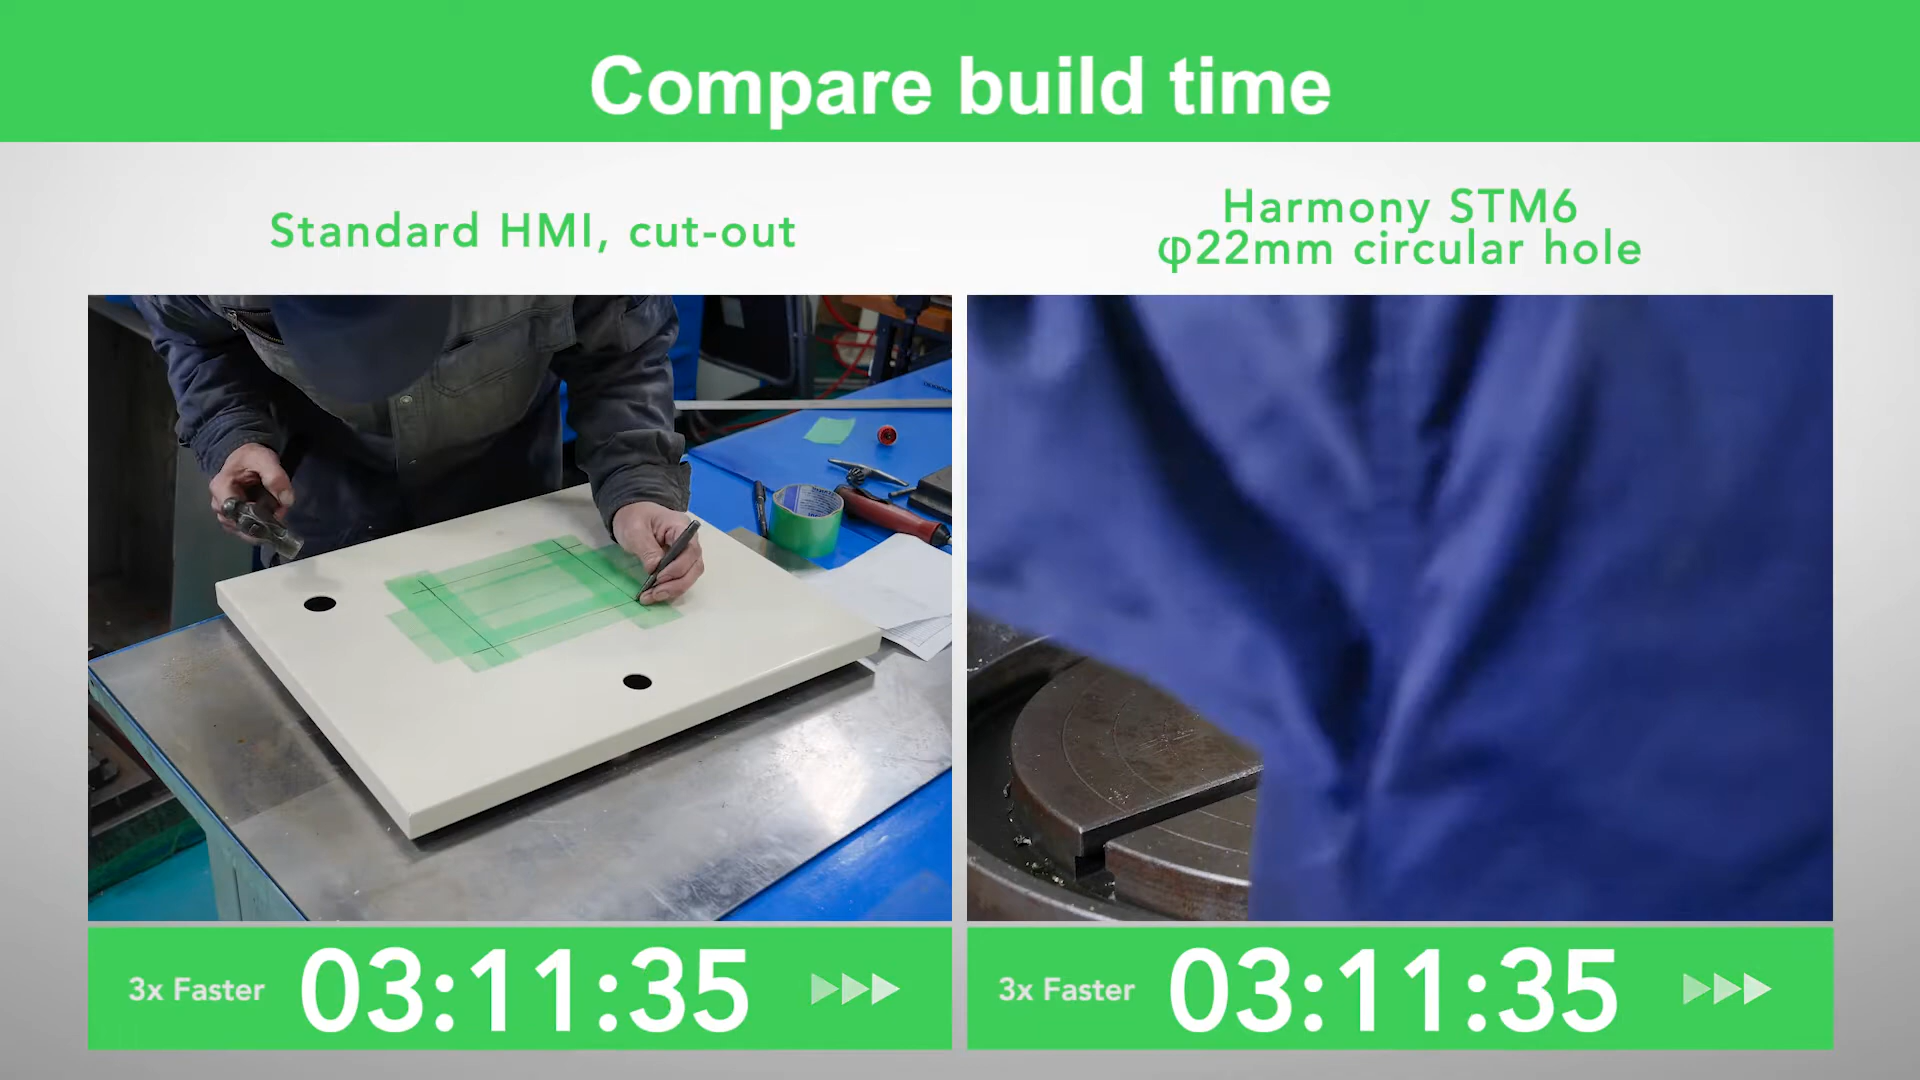 Compare build time
Standard HMI, cut-out
Harmony STM6
φ22mm circular hole
3x Faster 03:11:35
3x Faster 03:11:35